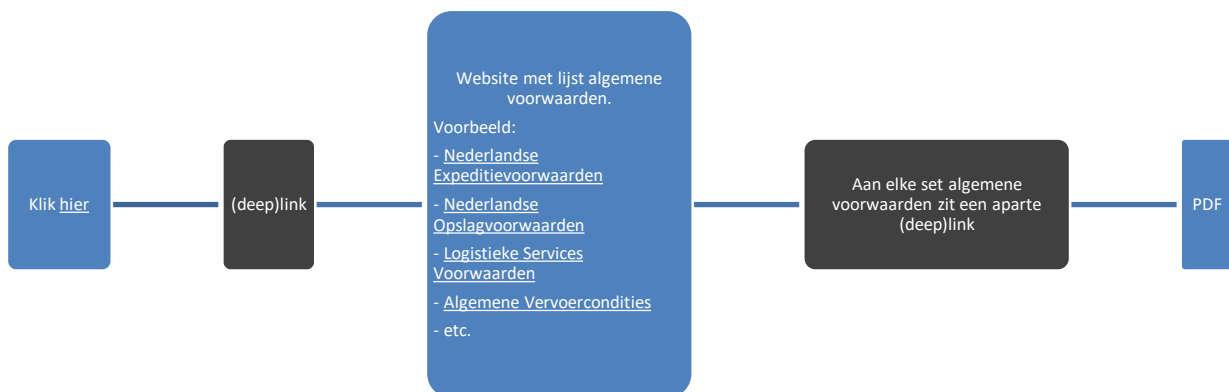 Klik hier
(deep)link
Website met lijst algemene
voorwaarden.
Voorbeeld:
- Nederlandse
Expeditievoorwaarden
- Nederlandse
Opslagvoorwaarden
- Logistieke Services
Voorwaarden
- Algemene Vervoercondities
- etc.
Aan elke set algemene
voorwaarden zit een aparte
(deep)link
PDF